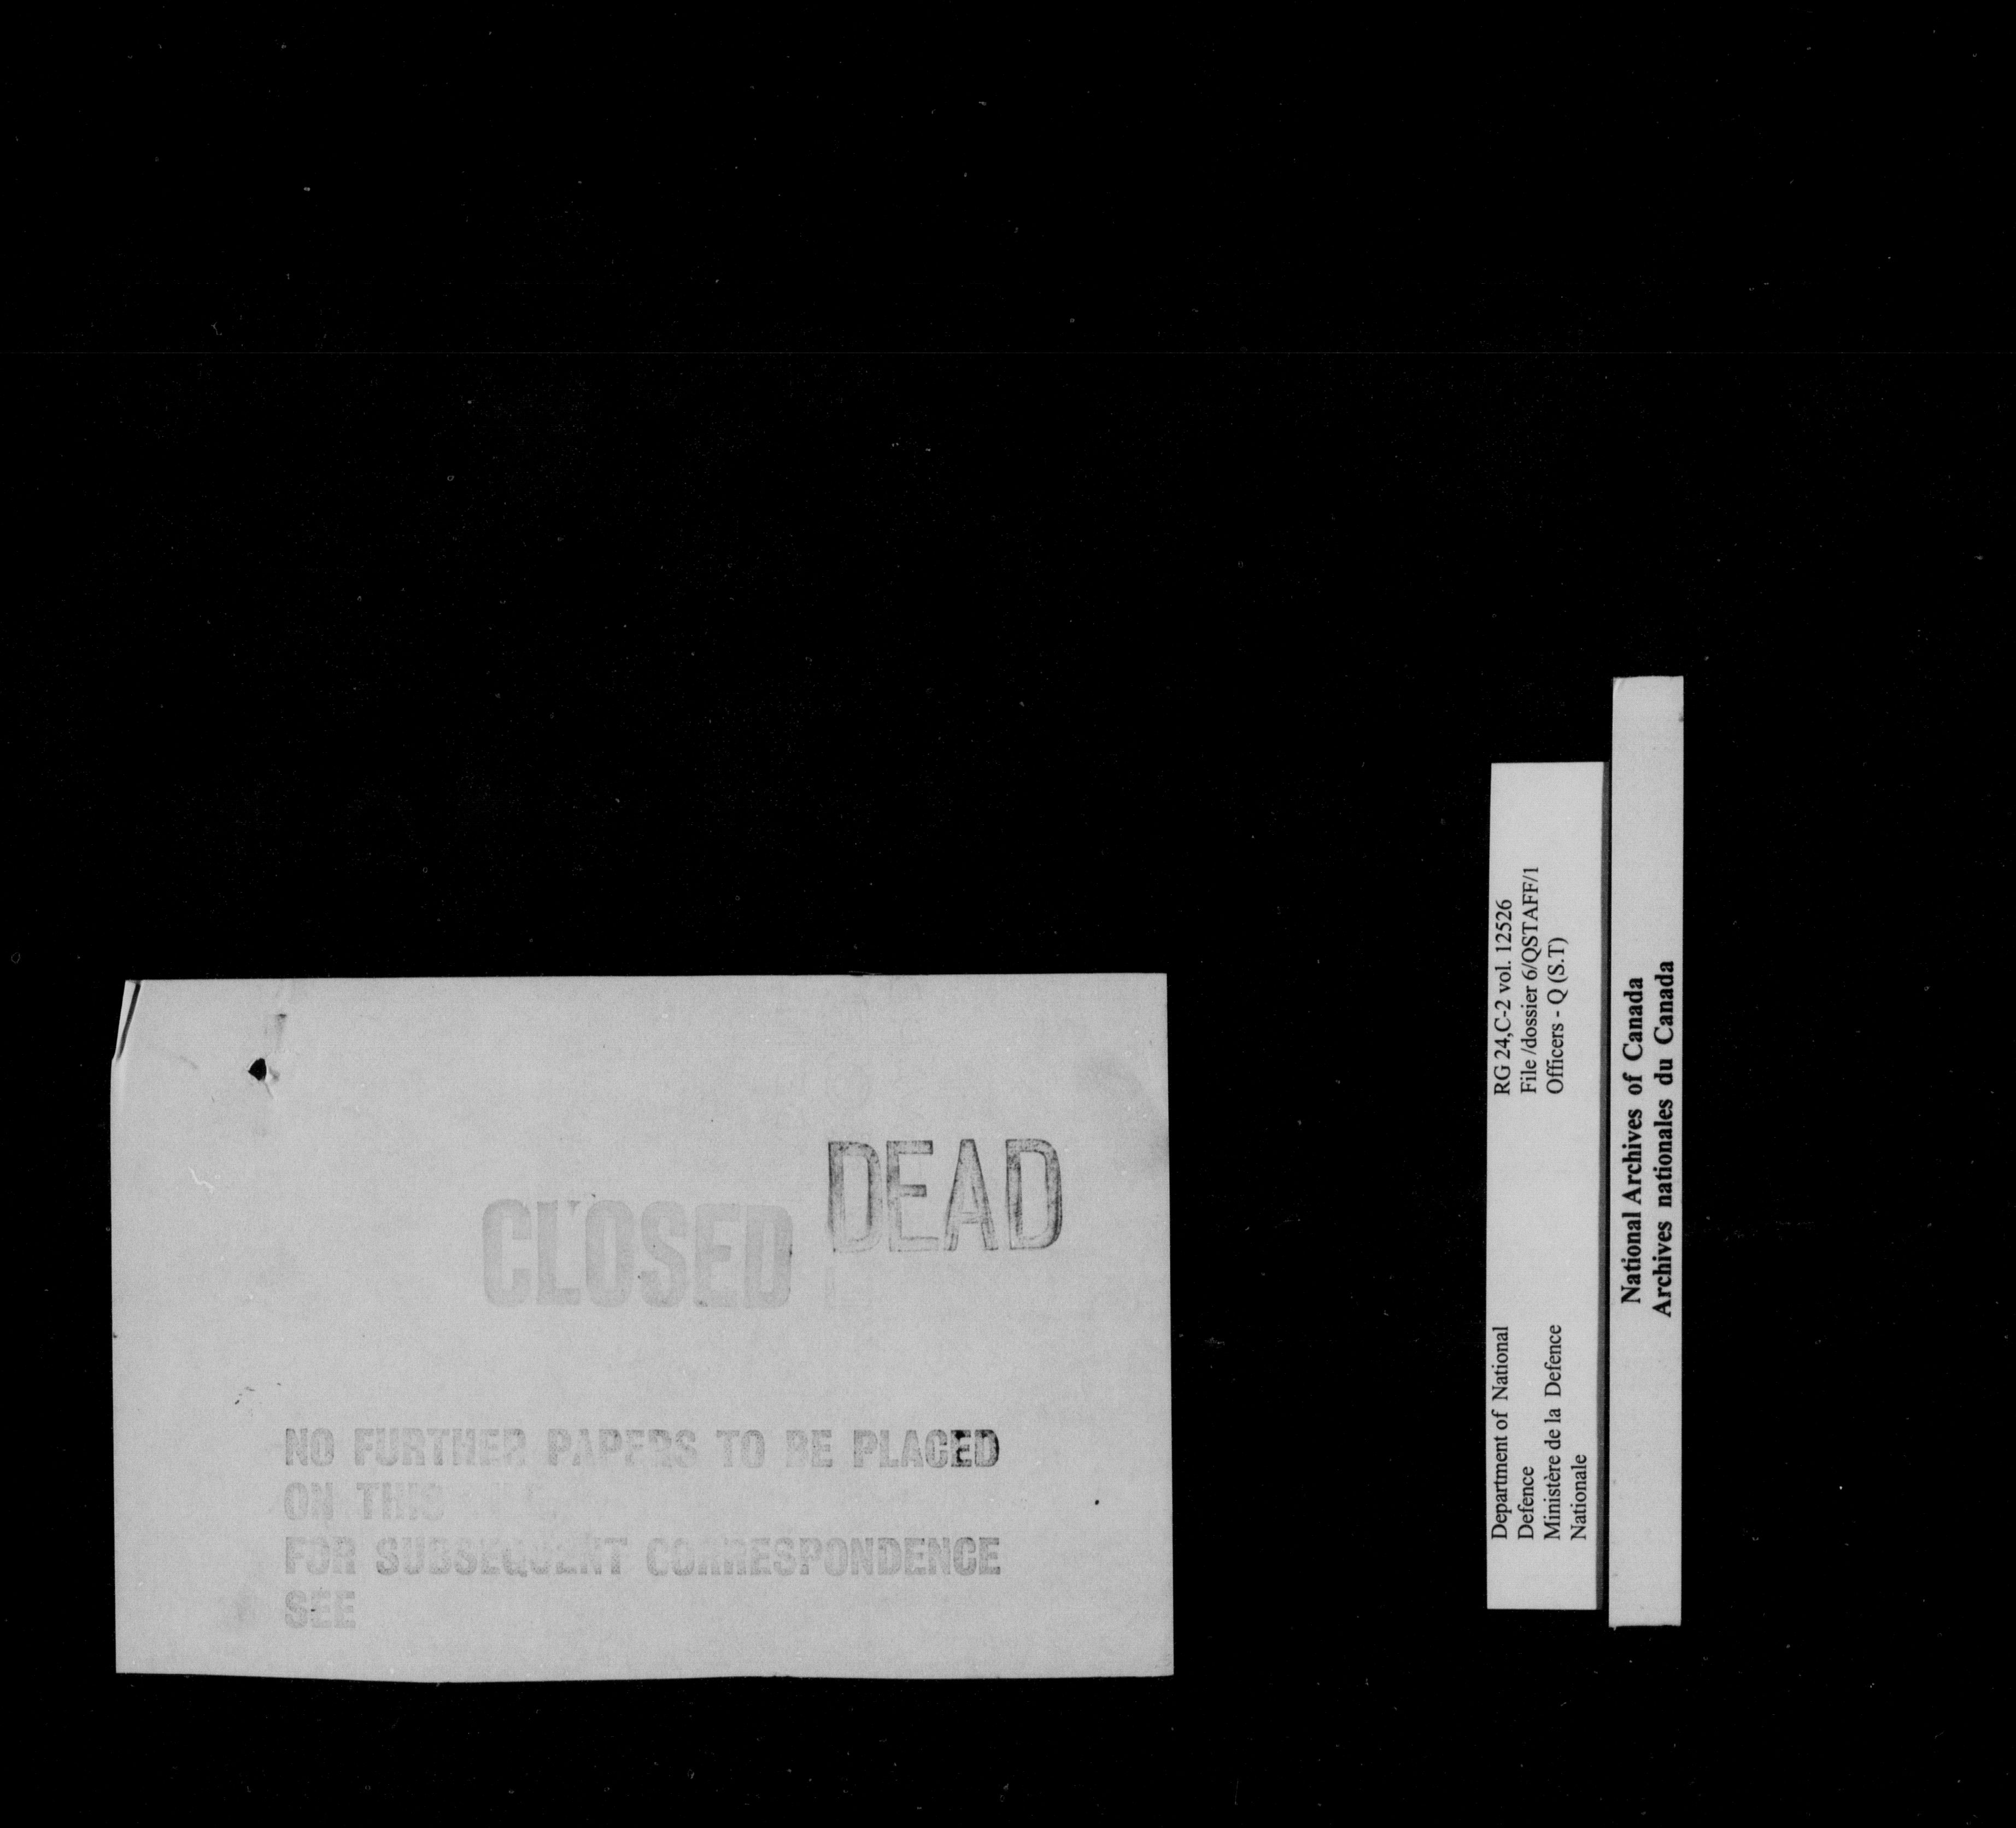 CLOSED
DEAD
NO FURTHER PAPERS TO BE PLACED
ON THIS
FOR SUBSEQUENT CORRESPONDENCE
SEE
Department of National
Defence
Ministère de la Defence
Nationale
RG 24,C-2 vol. 12526
File /dossier 6/QSTAFF/1
Officers - Q (S.T)
National Archives of Canada
Archives nationales du Canada